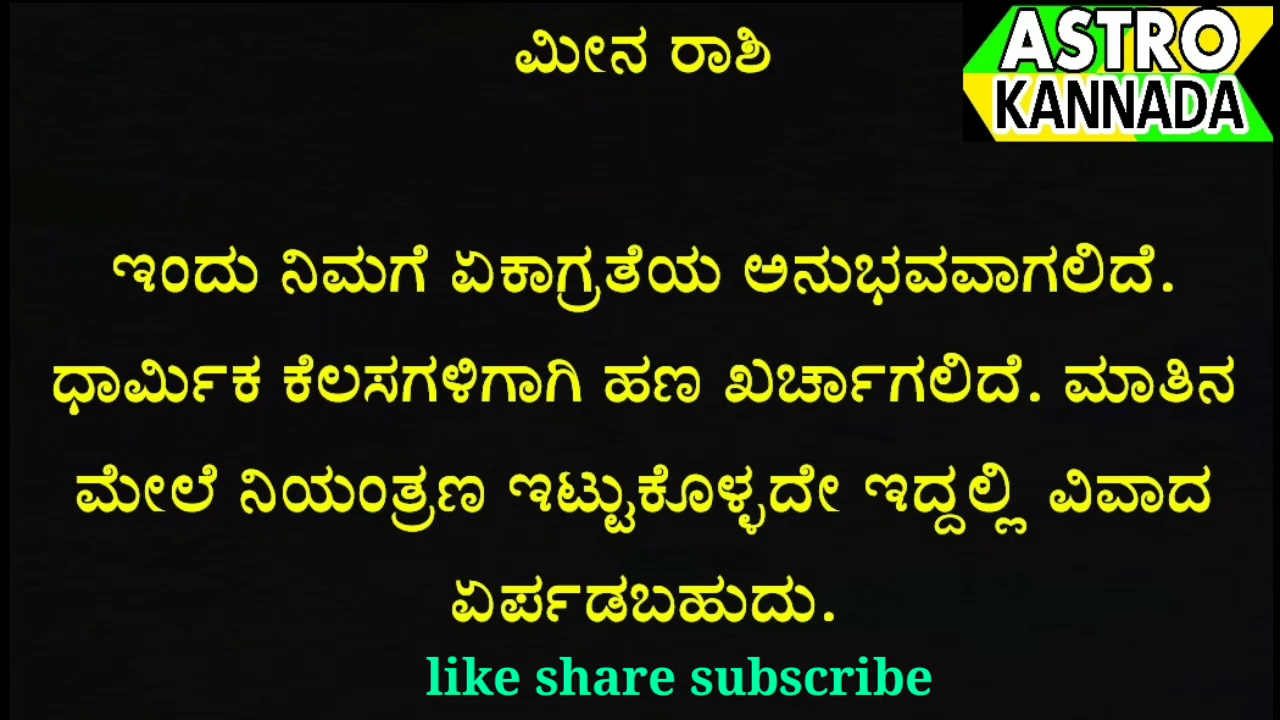 ಮೀನ ರಾಶಿ
ASTRO
KANNADA
ಇಂದು ನಿಮಗೆ ಏಕಾಗ್ರತೆಯ ಅನುಭವವಾಗಲಿದೆ.
ಧಾರ್ಮಿಕ ಕೆಲಸಗಳಿಗಾಗಿ ಹಣ ಖರ್ಚಾಗಲಿದೆ. ಮಾತಿನ
ಮೇಲೆ ನಿಯಂತ್ರಣ ಇಟ್ಟುಕೊಳ್ಳದೇ ಇದ್ದಲ್ಲಿ ವಿವಾದ
ಏರ್ಪಡಬಹುದು.
like share subscribe